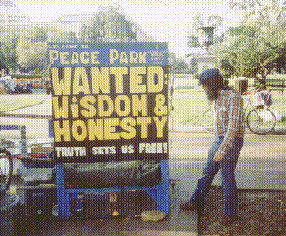 PEACE PARK
WANTED:
WISDOM &
HONESTY
TRUTH SETS US FREE!